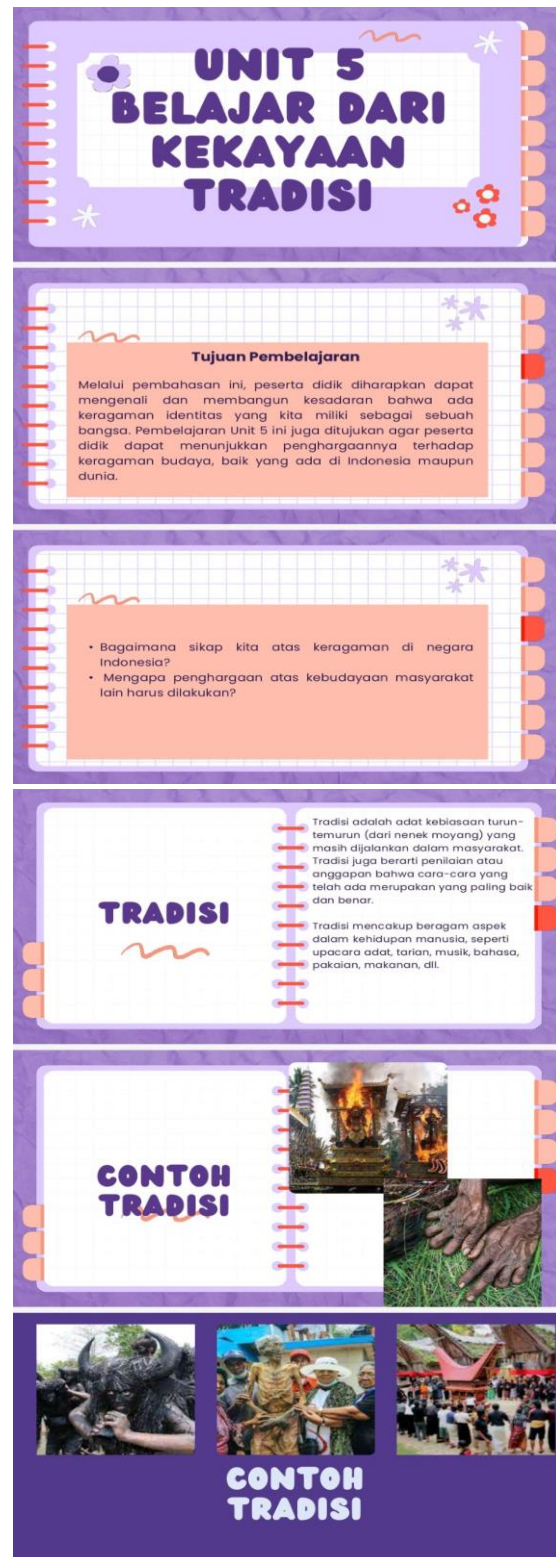 UNIT 5
BELAJAR DARI
KEKAYAAN
TRADISI
Tujuan Pembelajaran
Melalui pembahasan ini, peserta didik diharapkan dapat
mengenali dan membangun kesadaran bahwa ada
keragaman identitas yang kita miliki sebagai sebuah
bangsa. Pembelajaran Unit 5 ini juga ditujukan agar peserta
didik dapat menunjukkan penghargaannya terhadap
keragaman budaya, baik yang ada di Indonesia maupun
dunia.
• Bagaimana sikap kita atas keragaman di negara
Indonesia?
• Mengapa penghargaan atas kebudayaan masyarakat
lain harus dilakukan?
TRADISI
Tradisi adalah adat kebiasaan turun-
temurun (dari nenek moyang) yang
masih dijalankan dalam masyarakat.
Tradisi juga berarti penilaian atau
anggapan bahwa cara-cara yang
telah ada merupakan yang paling baik
dan benar.
Tradisi mencakup beragam aspek
dalam kehidupan manusia, seperti
upacara adat, tarian, musik, bahasa,
pakaian, makanan, dll.
CONTOH
TRADISI
CONTOH
TRADISI